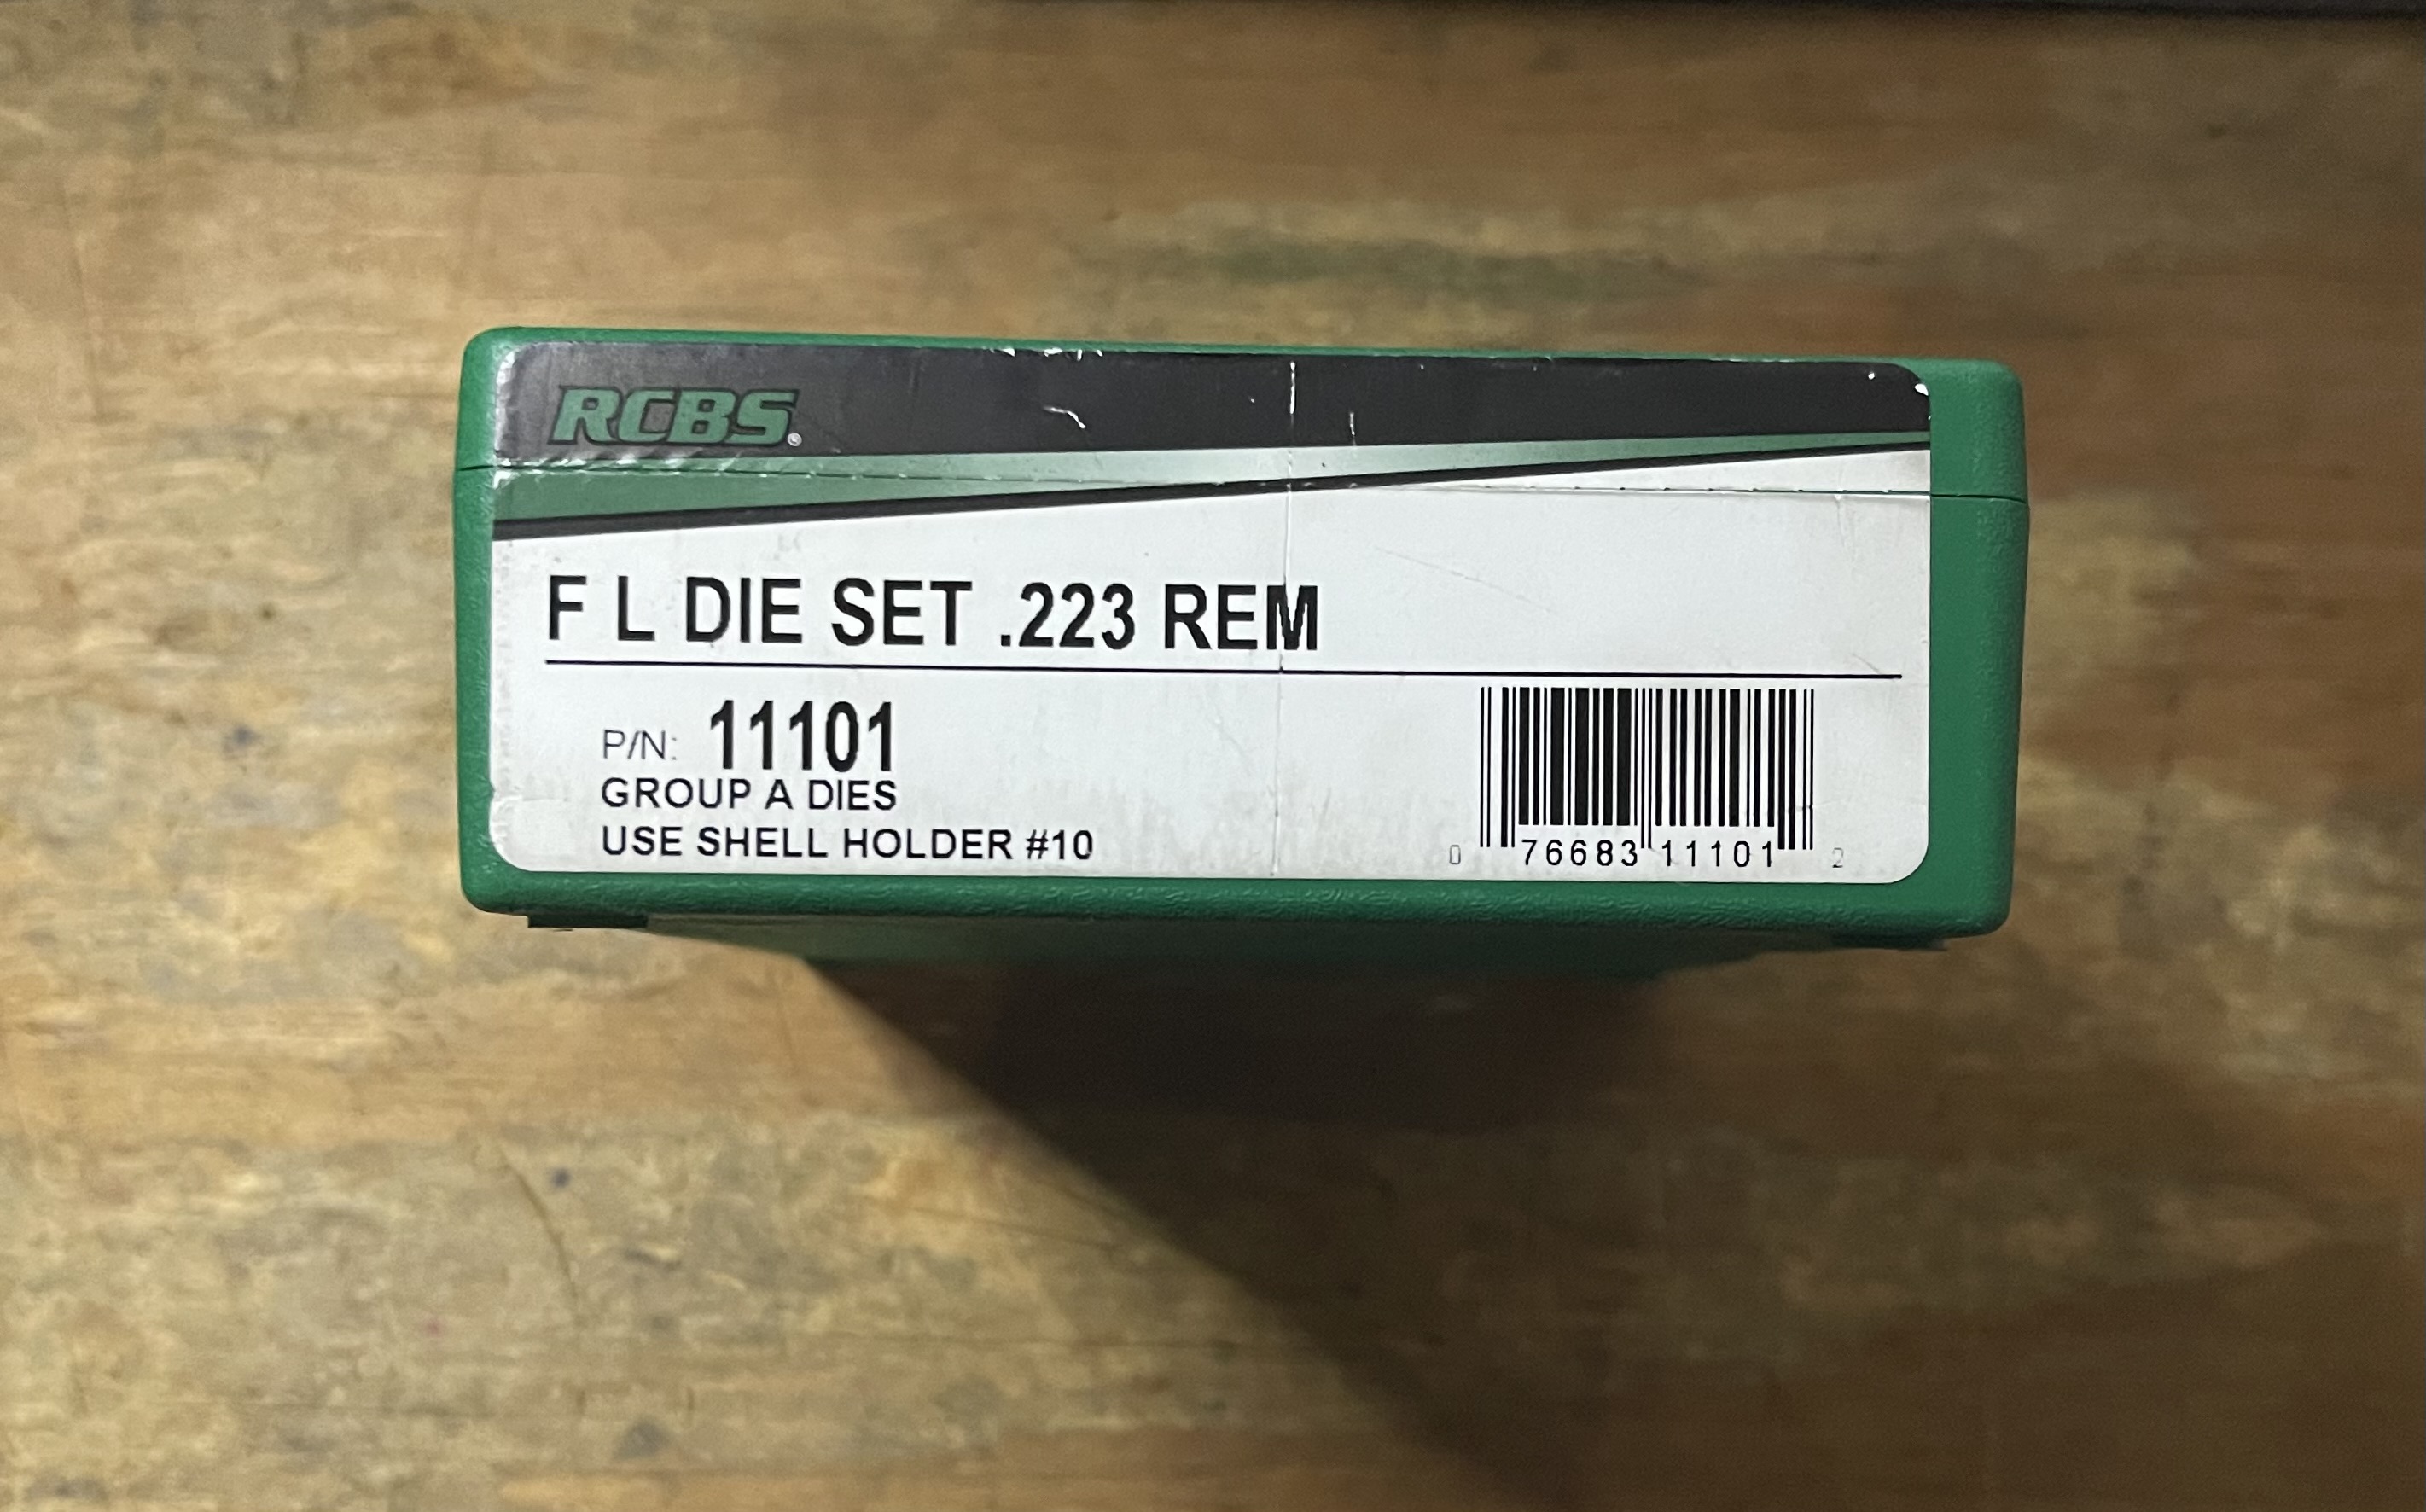 RCBS®
F L DIE SET .223 REM
P/N: 11101
GROUP A DIES
USE SHELL HOLDER #10
0 76683 11101 2